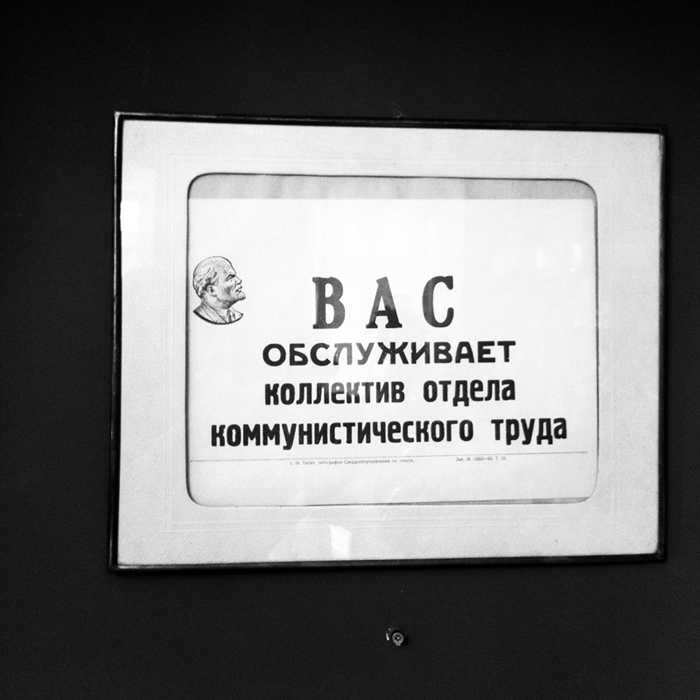 ВАС
ОБСЛУЖИВАЕТ
коллектив отдела
коммунистического труда